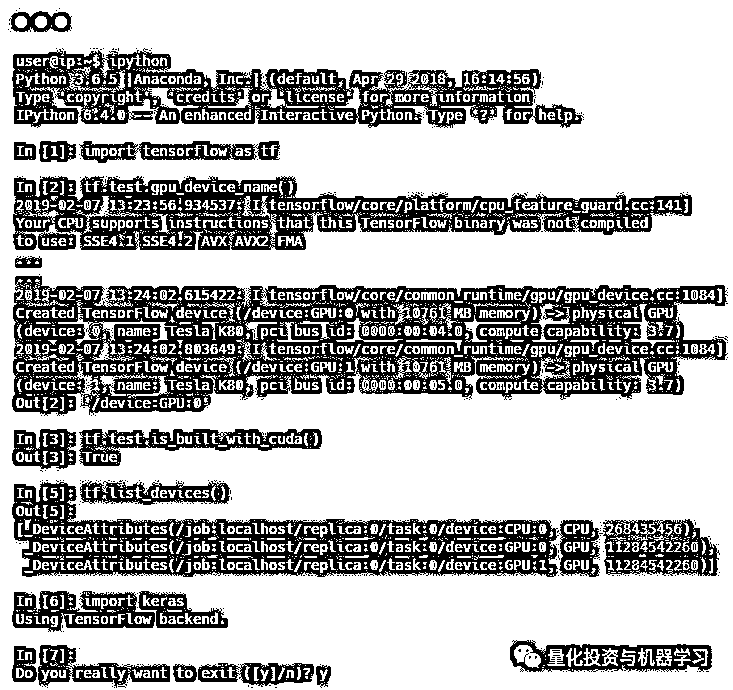 user@ip:~$ ipython
Python 3.6.5 |Anaconda, Inc.| (default, Apr 29 2018, 16:14:56)
Type 'copyright', 'credits' or 'license' for more information
IPython 6.4.0 -- An enhanced Interactive Python. Type '?' for help.
In [1]: import tensorflow as tf
In [2]: tf.test.gpu_device_name()
2019-02-07 13:23:56.934537: I tensorflow/core/platform/cpu_feature_guard.cc:141]
Your CPU supports instructions that this TensorFlow binary was not compiled
to use: SSE4.1 SSE4.2 AVX AVX2 FMA
...
...
2019-02-07 13:24:02.615422: I tensorflow/core/common_runtime/gpu/gpu_device.cc:1084]
Created TensorFlow device (/device:GPU:0 with 10761 MB memory) -> physical GPU
(device: 0, name: Tesla K80, pci bus id: 0000:00:04.0, compute capability: 3.7)
2019-02-07 13:24:02.803649: I tensorflow/core/common_runtime/gpu/gpu_device.cc:1084]
Created TensorFlow device (/device:GPU:1 with 10761 MB memory) -> physical GPU
(device: 1, name: Tesla K80, pci bus id: 0000:00:05.0, compute capability: 3.7)
Out[2]: '/device:GPU:0'
In [3]: tf.test.is_built_with_cuda()
Out[3]: True
In [5]: tf.list_devices()
Out[5]:
[_DeviceAttributes(/job:localhost/replica:0/task:0/device:CPU:0, CPU, 268435456),
_DeviceAttributes(/job:localhost/replica:0/task:0/device:GPU:0, GPU, 11284542260),
_DeviceAttributes(/job:localhost/replica:0/task:0/device:GPU:1, GPU, 11284542260)]
In [6]: import keras
Using TensorFlow backend.
In [7]:
Do you really want to exit ([y]/n)? y
量化投资与机器学习